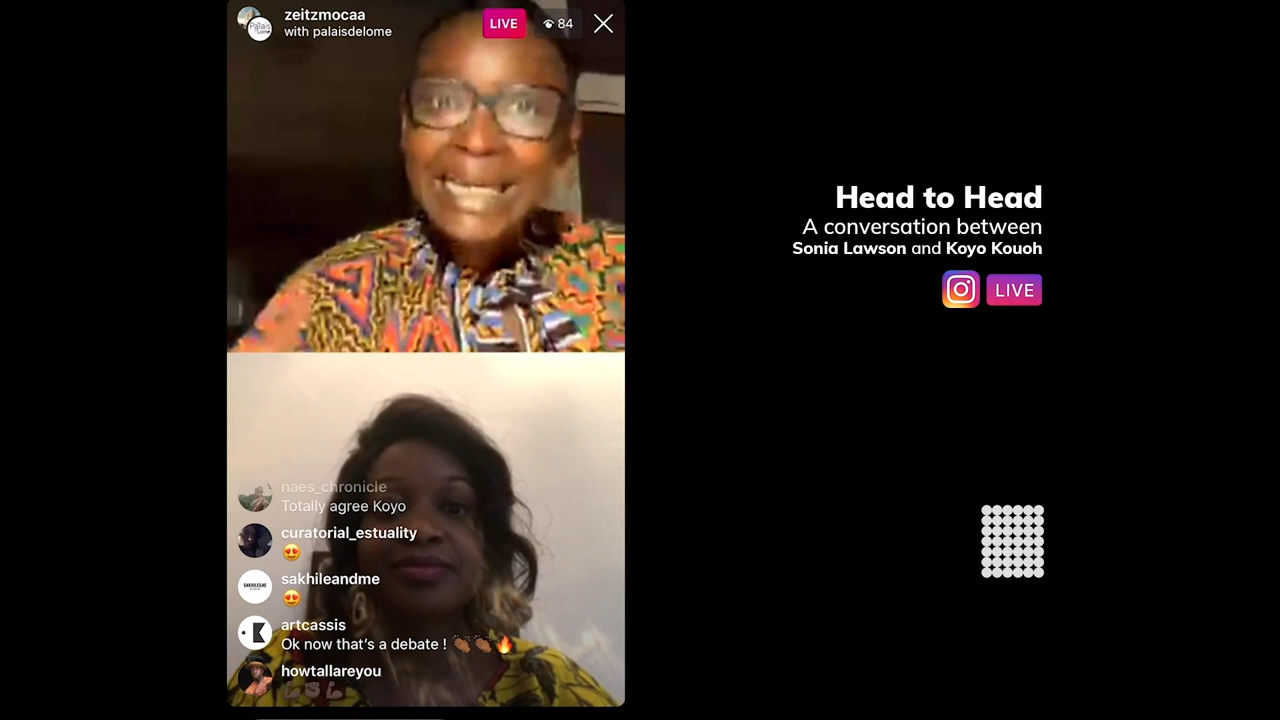 zeitzmocaa
with palaisdelome
LIVE
84
naes_chronicle
Totally agree Koyo
curatorial_estuality
😍
sakhileandme
😍
artcassis
Ok now that's a debate ! 👏🏾👏🏾🔥
howtallareyou
Head to Head
A conversation between
Sonia Lawson and Koyo Kouoh
LIVE